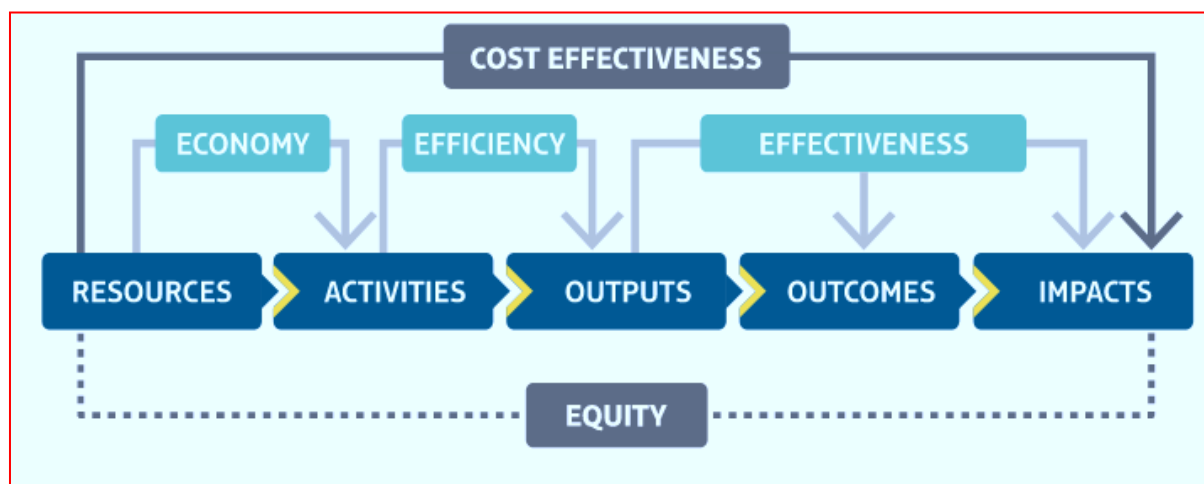 COST EFFECTIVENESS
ECONOMY
EFFICIENCY
EFFECTIVENESS
RESOURCES
ACTIVITIES
OUTPUTS
OUTCOMES
IMPACTS
EQUITY